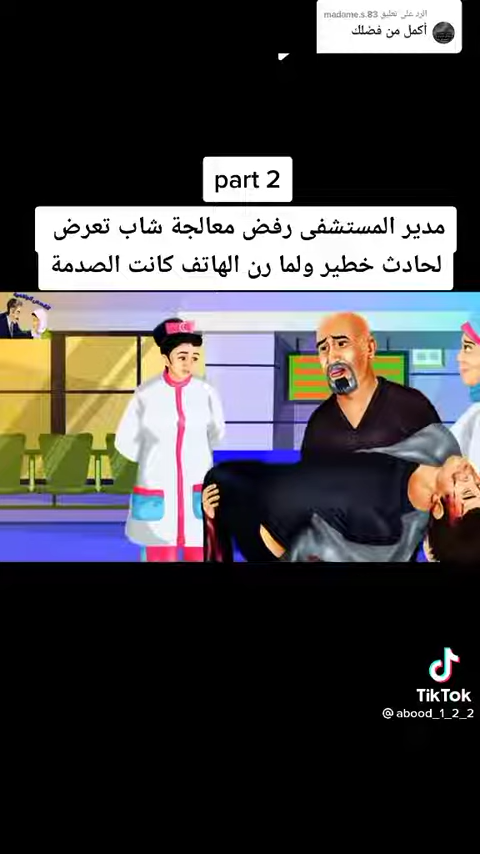 الرد على تعليق madame.s.83
أكمل من فضلك
part 2
مدير المستشفى رفض معالجة شاب تعرض
لحادث خطير ولما رن الهاتف كانت الصدمة
TikTok
@abood_1_2_2